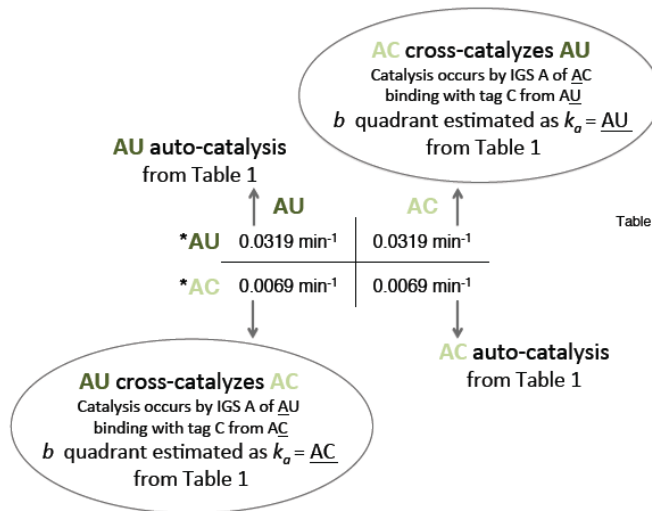 AC cross-catalyzes AU
Catalysis occurs by IGS A of AC
binding with tag C from AU
b quadrant estimated as ka = AU
from Table 1
AU auto-catalysis
from Table 1
AU AC
Table
*AU 0.0319 min-1 0.0319 min-1
*AC 0.0069 min-1 0.0069 min-1
AC auto-catalysis
from Table 1
AU cross-catalyzes AC
Catalysis occurs by IGS A of AU
binding with tag C from AC
b quadrant estimated as ka = AC
from Table 1